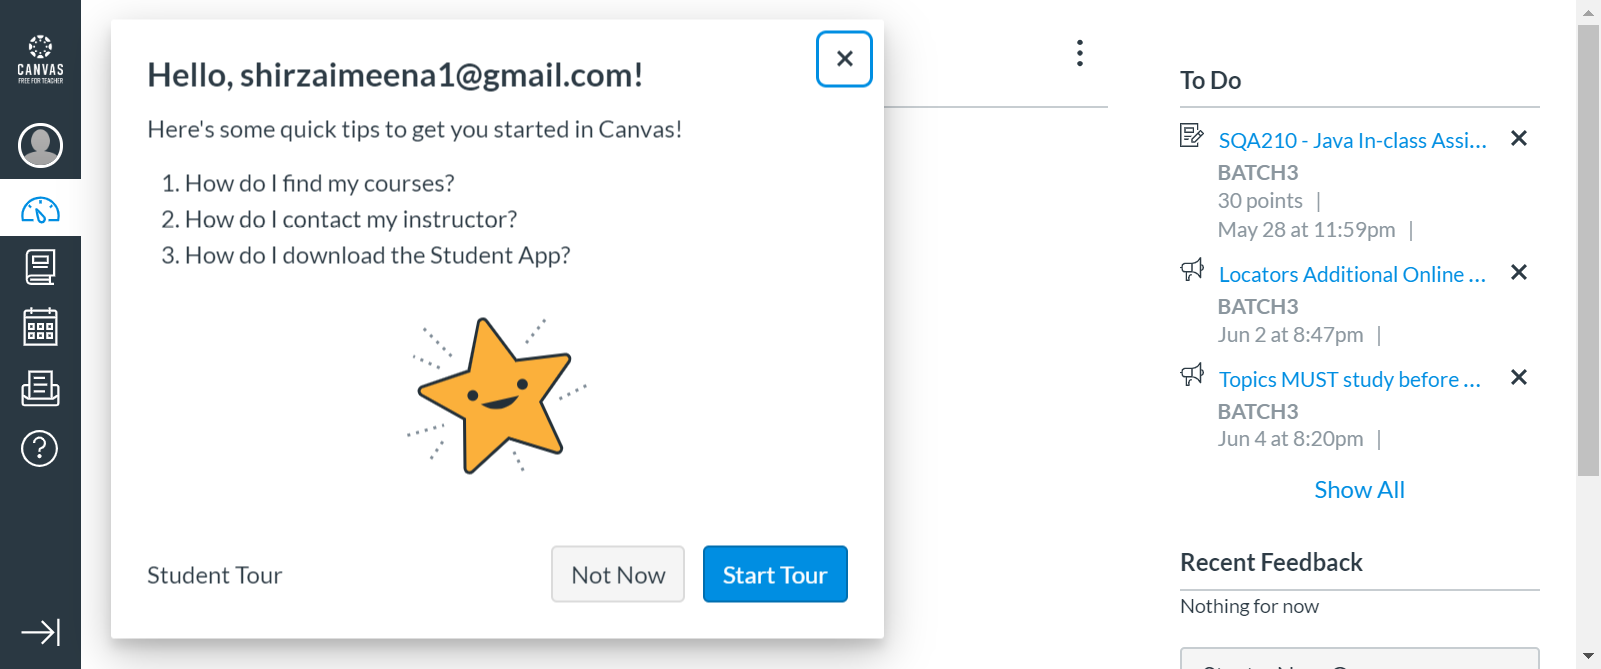 CANVAS
FREE FOR TEACHER
Hello, shirzaimeena1@gmail.com!
Here's some quick tips to get you started in Canvas!
1. How do I find my courses?
2. How do I contact my instructor?
3. How do I download the Student App?
Student Tour
Not Now
Start Tour
To Do
SQA210 - Java In-class Assi...
BATCH3
30 points |
May 28 at 11:59pm |
Locators Additional Online ...
BATCH3
Jun 2 at 8:47pm |
Topics MUST study before ...
BATCH3
Jun 4 at 8:20pm |
Show All
Recent Feedback
Nothing for now